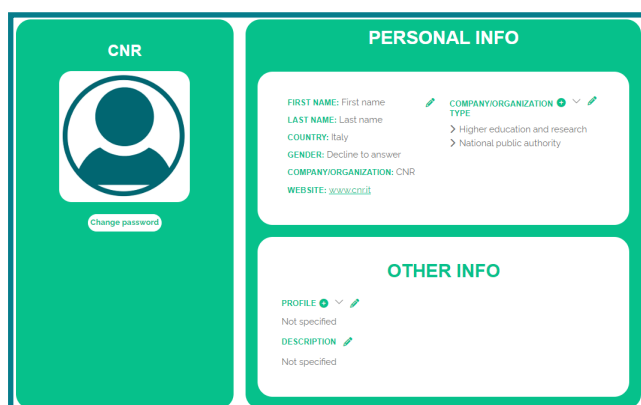 CNR
Change password
PERSONAL INFO
FIRST NAME: First name
LAST NAME: Last name
COUNTRY: Italy
GENDER: Decline to answer
COMPANY/ORGANIZATION: CNR
WEBSITE: www.cnr.it
COMPANY/ORGANIZATION
TYPE
Higher education and research
National public authority
OTHER INFO
PROFILE
Not specified
DESCRIPTION
Not specified